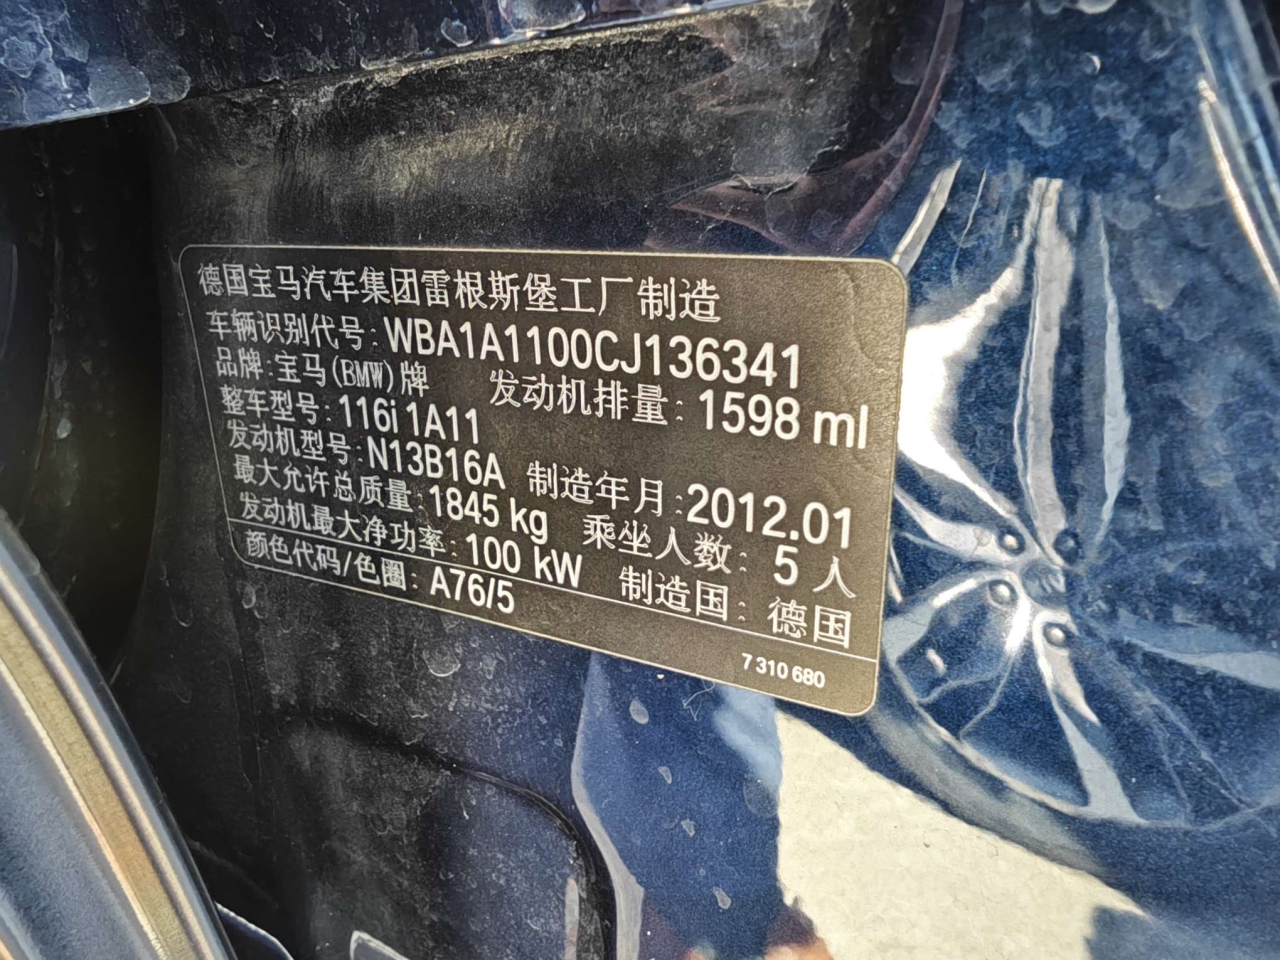 德国宝马汽车集团雷根斯堡工厂制造
车辆识别代号: WBA1A1100CJ136341
品牌: 宝马(BMW)牌 发动机排量: 1598 ml
整车型号: 116i 1A11
发动机型号: N13B16A 制造年月: 2012.01
最大允许总质量: 1845 kg 乘坐人数: 5 人
发动机最大净功率: 100 kW 制造国: 德国
颜色代码/色圈: A76/5
7 310 680